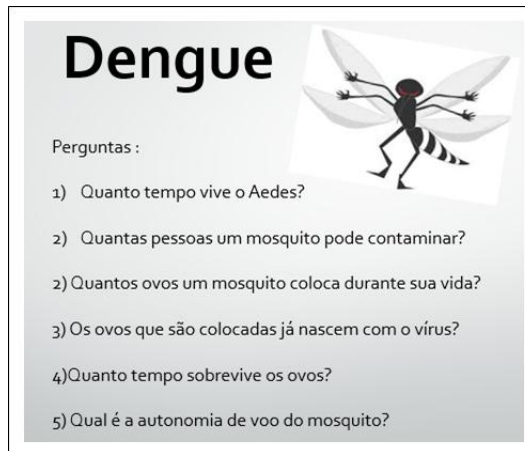 Dengue
Perguntas :
1) Quanto tempo vive o Aedes?
2) Quantas pessoas um mosquito pode contaminar?
2) Quantos ovos um mosquito coloca durante sua vida?
3) Os ovos que são colocadas já nascem com o vírus?
4)Quanto tempo sobrevive os ovos?
5) Qual é a autonomia de voo do mosquito?